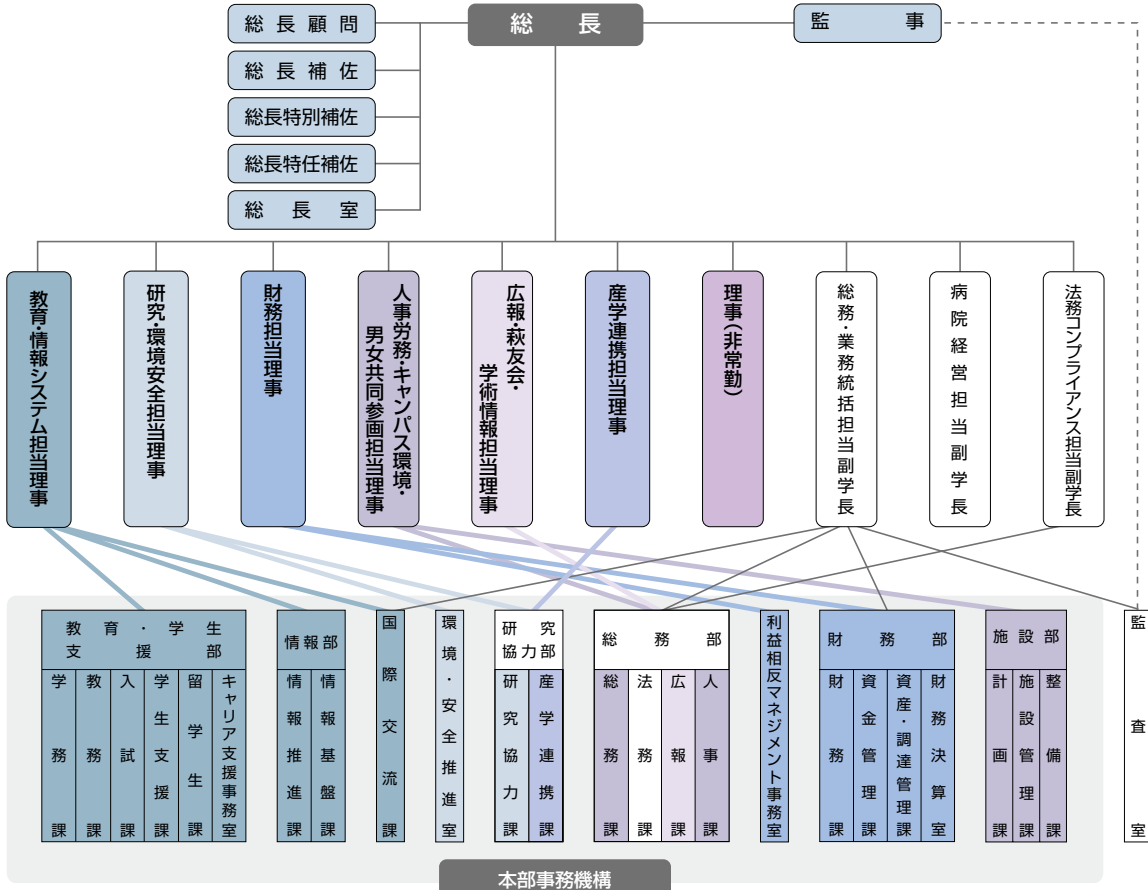 総長顧問
総長
監事
総長補佐
総長特別補佐
総長特任補佐
総長室
教育・情報システム担当理事
研究・環境安全担当理事
財務担当理事
人事労務・キャンパス環境・
男女共同参画担当理事
広報・萩友会・
学術情報担当理事
産学連携担当理事
理事(非常勤)
総務・業務統括担当副学長
病院経営担当副学長
法務コンプライアンス担当副学長
教育・学生
支援部
学務課
教務課
入試課
学生支援課
留学生課
キャリア支援事務室
情報部
情報推進課
情報基盤課
国際交流課
環境・安全推進室
研究
協力部
研究協力課
産学連携課
総務部
総務課
法務課
広報課
人事課
利益相反マネジメント事務室
財務部
財務課
資金管理課
資産・調達管理課
財務決算室
施設部
計画課
施設管理課
整備課
監査室
本部事務機構